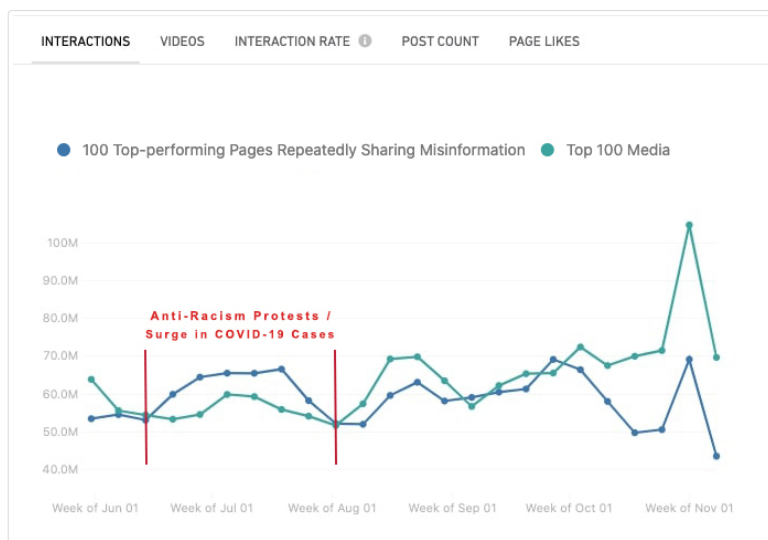 INTERACTIONS VIDEOS INTERACTION RATE i POST COUNT PAGE LIKES
100 Top-performing Pages Repeatedly Sharing Misinformation Top 100 Media
100M
90.0M
80.0M
Anti-Racism Protests /
Surge in COVID-19 Cases
70.0M
60.0M
50.0M
40.0M
Week of Jun 01 Week of Jul 01 Week of Aug 01 Week of Sep 01 Week of Oct 01 Week of Nov 01